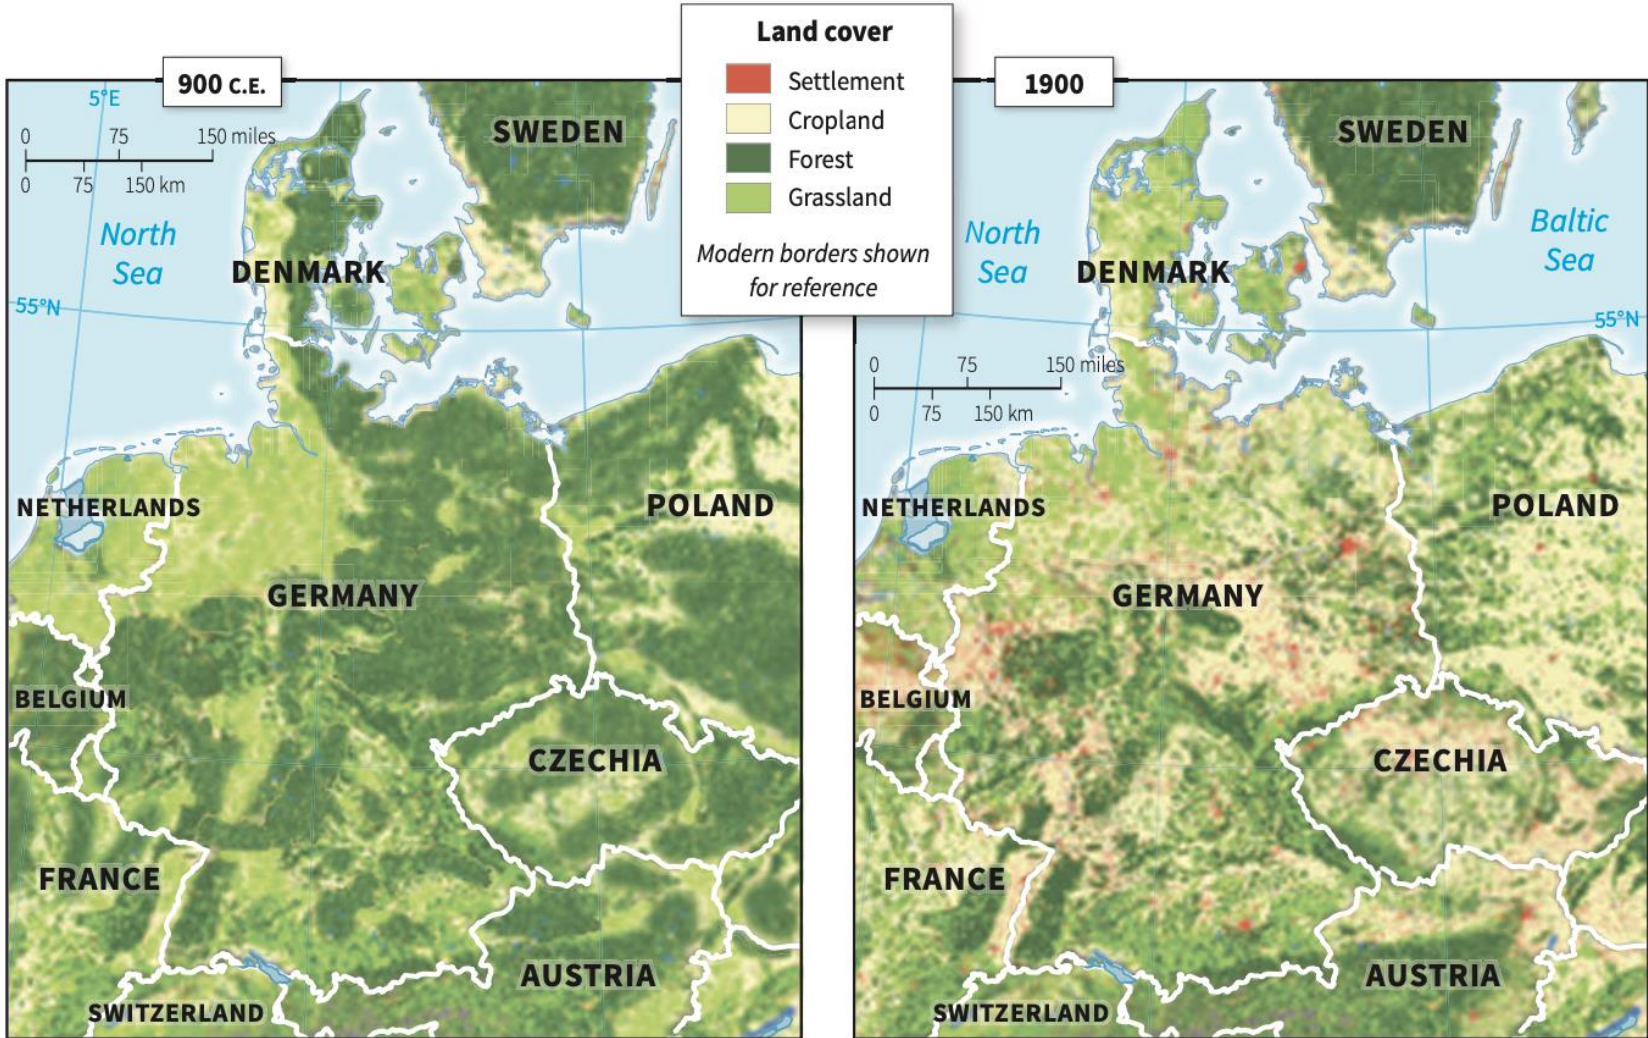 Land cover
Settlement
Cropland
Forest
Grassland
Modern borders shown
for reference
900 C.E.
5°E
0 75 150 miles
0 75 150 km
SWEDEN
North
Sea
DENMARK
55°N
NETHERLANDS
POLAND
GERMANY
BELGIUM
CZECHIA
FRANCE
AUSTRIA
SWITZERLAND
1900
SWEDEN
North
Sea
Baltic
Sea
DENMARK
55°N
0 75 150 miles
0 75 150 km
NETHERLANDS
POLAND
GERMANY
BELGIUM
CZECHIA
FRANCE
AUSTRIA
SWITZERLAND